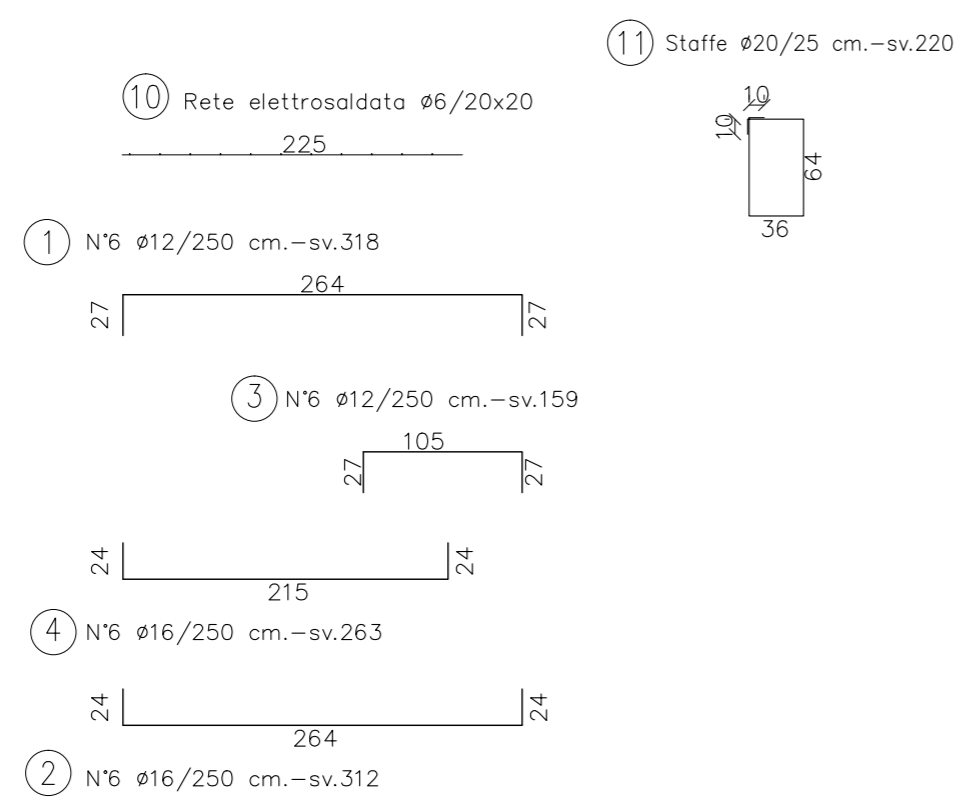 11 Staffe ø20/25 cm.-sv.220
10
10
64
36
10 Rete elettrosaldata ø6/20x20
225
1 N°6 ø12/250 cm.-sv.318
264
27
27
3 N°6 ø12/250 cm.-sv.159
105
27
27
24
24
215
4 N°6 ø16/250 cm.-sv.263
24
24
264
2 N°6 ø16/250 cm.-sv.312